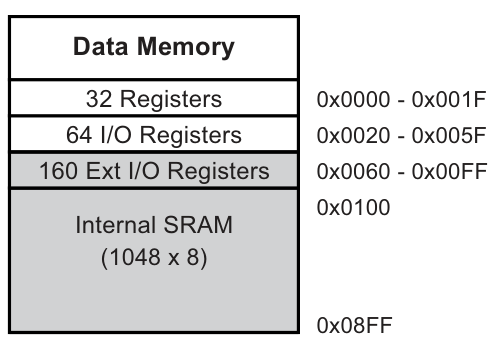 Data Memory
32 Registers 0x0000 - 0x001F
64 I/O Registers 0x0020 - 0x005F
160 Ext I/O Registers 0x0060 - 0x00FF
0x0100
Internal SRAM
(1048 x 8)
0x08FF